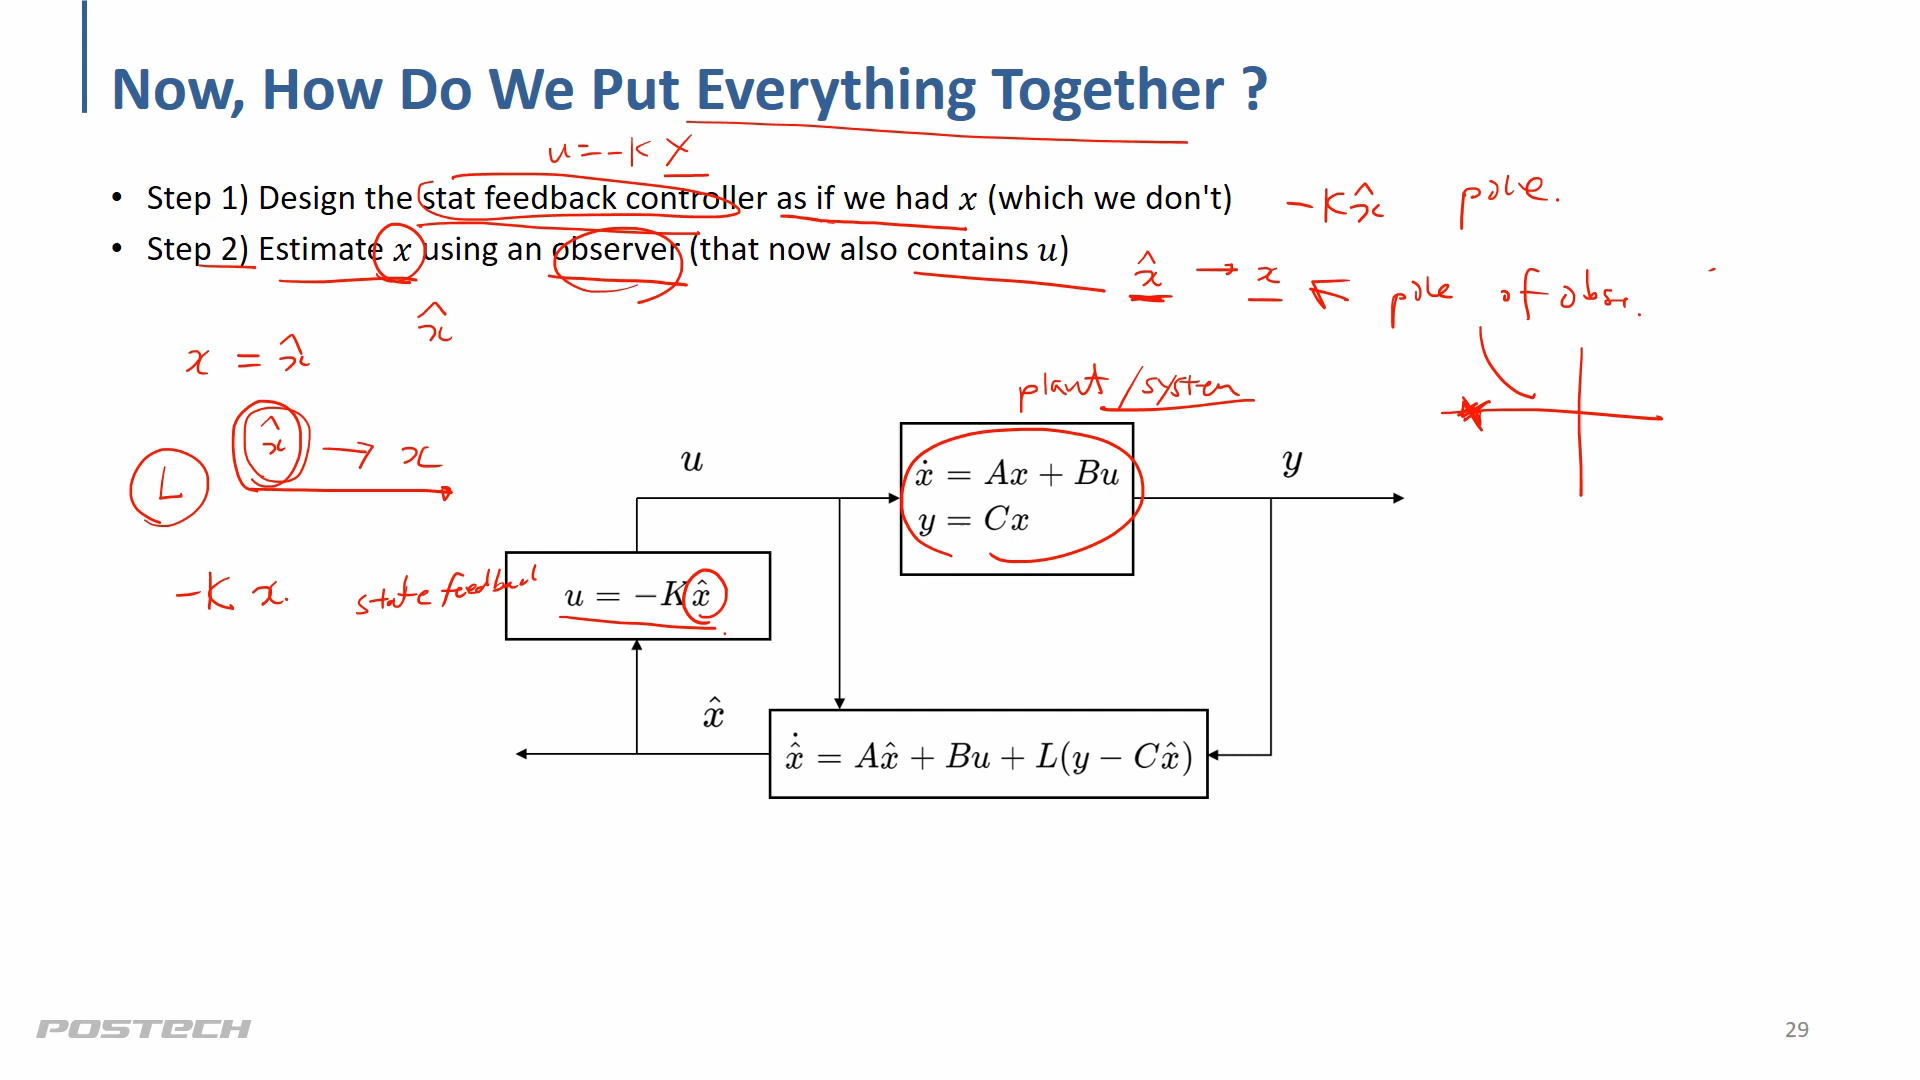 Now, How Do We Put Everything Together ?
u=-Kx
• Step 1) Design the stat feedback controller as if we had x (which we don't)
-Kx̂ pole.
• Step 2) Estimate x using an observer (that now also contains u)
x̂ → x ← pole of obsr.
x̂
x = x̂
plant/system
x̂ → x
L
u
ẋ = Ax + Bu
y = Cx
y
-K x.
state feedback
u = −Kx̂
x̂
x̂̇ = Ax̂ + Bu + L(y − Cx̂)
POSTECH
29